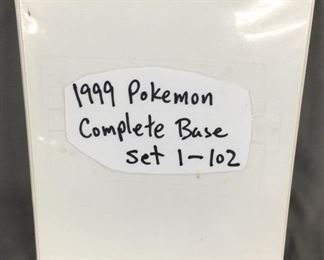 1999 Pokemon
Complete Base
set 1-102